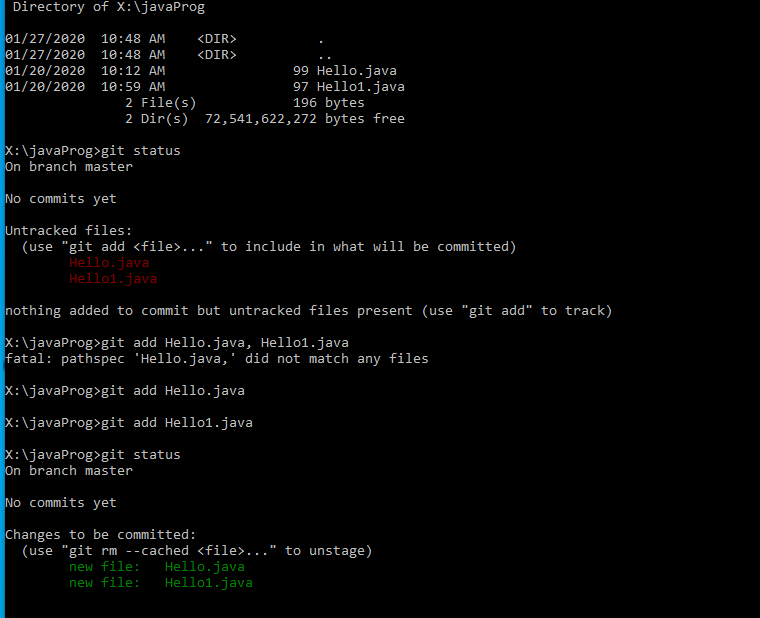 Directory of X:\javaProg
01/27/2020  10:48 AM    <DIR>          .
01/27/2020  10:48 AM    <DIR>          ..
01/20/2020  10:12 AM                99 Hello.java
01/20/2020  10:59 AM                97 Hello1.java
               2 File(s)            196 bytes
               2 Dir(s)  72,541,622,272 bytes free
X:\javaProg>git status
On branch master
No commits yet
Untracked files:
  (use "git add <file>..." to include in what will be committed)
        Hello.java
        Hello1.java
nothing added to commit but untracked files present (use "git add" to track)
X:\javaProg>git add Hello.java, Hello1.java
fatal: pathspec 'Hello.java,' did not match any files
X:\javaProg>git add Hello.java
X:\javaProg>git add Hello1.java
X:\javaProg>git status
On branch master
No commits yet
Changes to be committed:
  (use "git rm --cached <file>..." to unstage)
        new file:   Hello.java
        new file:   Hello1.java